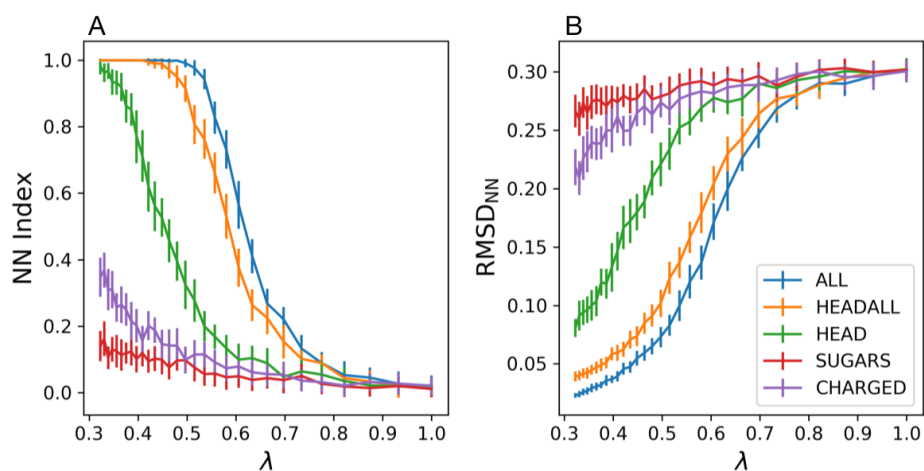 A
NN Index
1.0
0.8
0.6
0.4
0.2
0.0
0.3 0.4 0.5 0.6 0.7 0.8 0.9 1.0
λ
B
RMSD_NN
0.30
0.25
0.20
0.15
0.10
0.05
ALL
HEADALL
HEAD
SUGARS
CHARGED
0.3 0.4 0.5 0.6 0.7 0.8 0.9 1.0
λ